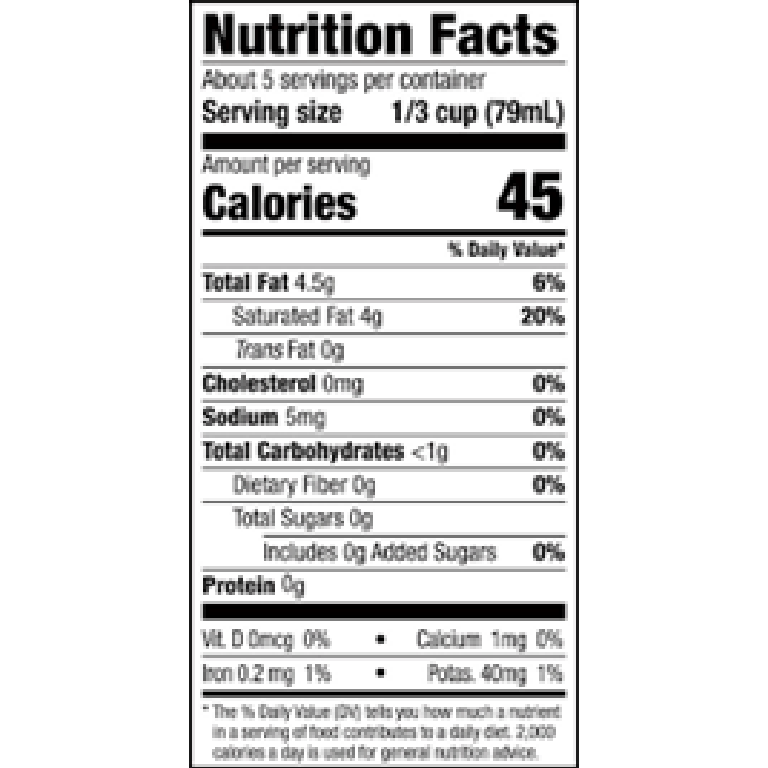 Nutrition Facts
About 5 servings per container
Serving size 1/3 cup (79mL)
Amount per serving
Calories 45
% Daily Value*
Total Fat 4.5g 6%
Saturated Fat 4g 20%
Trans Fat 0g
Cholesterol 0mg 0%
Sodium 5mg 0%
Total Carbohydrates <1g 0%
Dietary Fiber 0g 0%
Total Sugars 0g
Includes 0g Added Sugars 0%
Protein 0g
Vit. D 0mcg 0% • Calcium 1mg 0%
Iron 0.2 mg 1% • Potas. 40mg 1%
* The % Daily Value (DV) tells you how much a nutrient
in a serving of food contributes to a daily diet. 2,000
calories a day is used for general nutrition advice.